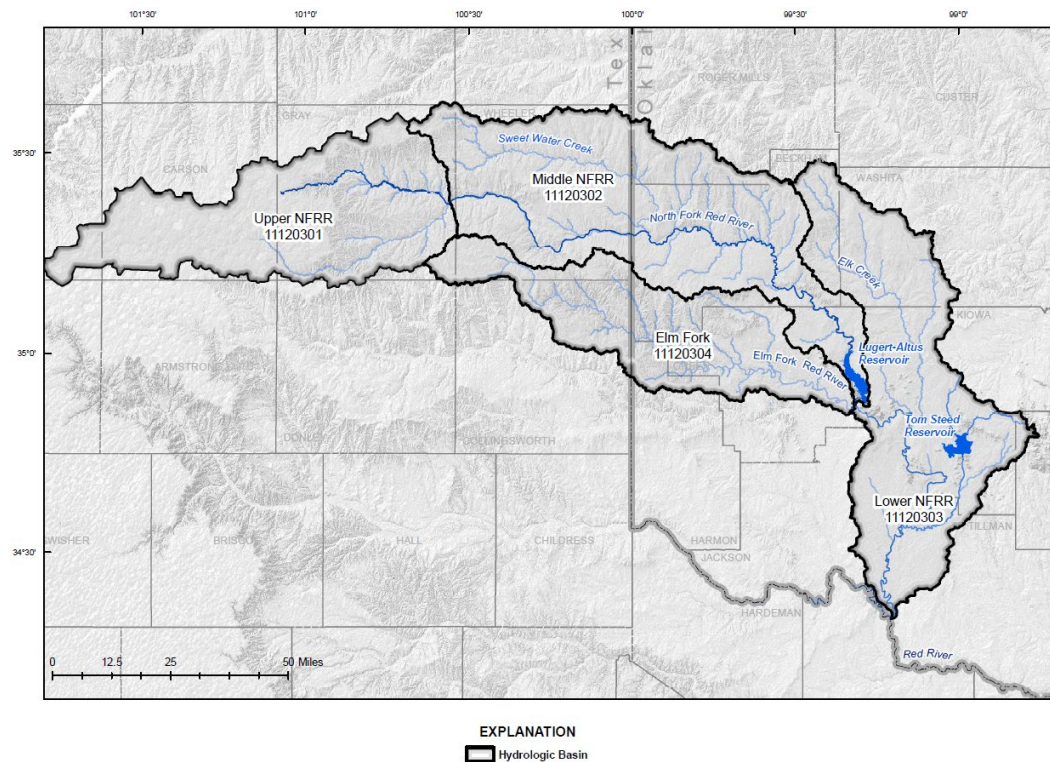 101°30'
101°0'
100°30'
100°0'
99°30'
99°0'
Tex
Oklah
ROGER MILLS
CUSTER
GRAY
WHEELER
35°30'
CARSON
Sweet Water Creek
BECK
WASHITA
Middle NFRR
11120302
Upper NFRR
11120301
North Fork Red River
Elk Creek
KIOWA
35°0'
Elm Fork
11120304
Lugert-Altus
Reservoir
ARMSTRONG
Elm Fork Red River
DONLEY
COLLINGSWORTH
Tom Steed
Reservoir
Lower NFRR
11120303
34°30'
SWISHER
BRISCO
HALL
CHILDRESS
HARMON
JACKSON
TILLMAN
HARDEMAN
0 12.5 25 50 Miles
Red River
EXPLANATION
Hydrologic Basin